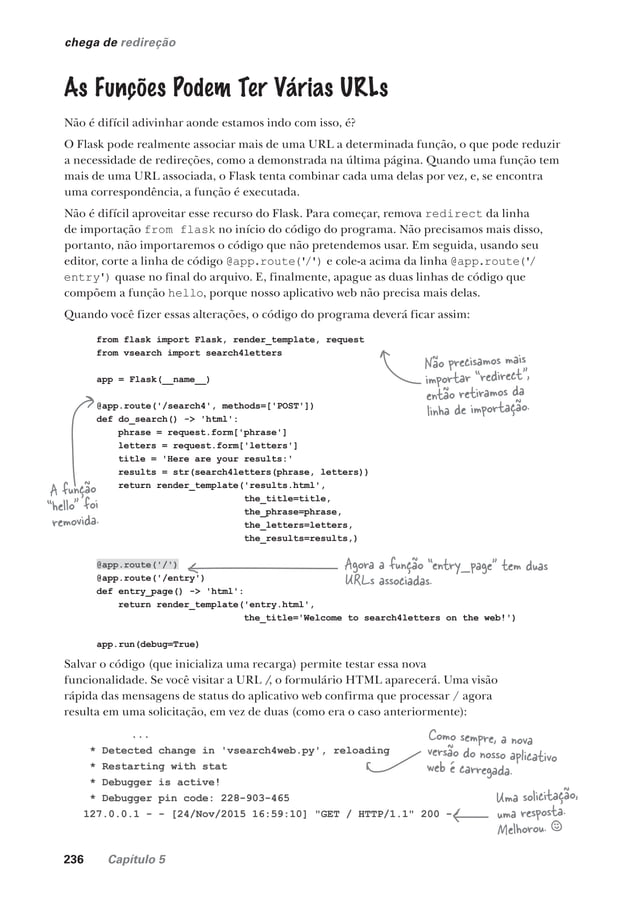 chega de redireção
As Funções Podem Ter Várias URLs
Não é difícil adivinhar aonde estamos indo com isso, é?
O Flask pode realmente associar mais de uma URL a determinada função, o que pode reduzir
a necessidade de redireções, como a demonstrada na última página. Quando uma função tem
mais de uma URL associada, o Flask tenta combinar cada uma delas por vez, e, se encontra
uma correspondência, a função é executada.
Não é difícil aproveitar esse recurso do Flask. Para começar, remova redirect da linha
de importação from flask no início do código do programa. Não precisamos mais disso,
portanto, não importaremos o código que não pretendemos usar. Em seguida, usando seu
editor, corte a linha de código @app.route('/') e cole-a acima da linha @app.route('/
entry') quase no final do arquivo. E, finalmente, apague as duas linhas de código que
compõem a função hello, porque nosso aplicativo web não precisa mais delas.
Quando você fizer essas alterações, o código do programa deverá ficar assim:
from flask import Flask, render_template, request
from vsearch import search4letters
Não precisamos mais
importar "redirect",
então retiramos da
linha de importação.
app = Flask(__name__)
@app.route('/search4', methods=['POST'])
def do_search() -> 'html':
phrase = request.form['phrase']
letters = request.form['letters']
title = 'Here are your results:'
results = str(search4letters(phrase, letters))
return render_template('results.html',
the_title=title,
the_phrase=phrase,
the_letters=letters,
the_results=results,)
A função
"hello" foi
removida.
@app.route('/')
@app.route('/entry')
def entry_page() -> 'html':
return render_template('entry.html',
the_title='Welcome to search4letters on the web!')
Agora a função "entry_page" tem duas
URLs associadas.
app.run(debug=True)
Salvar o código (que inicializa uma recarga) permite testar essa nova
funcionalidade. Se você visitar a URL /, o formulário HTML aparecerá. Uma visão
rápida das mensagens de status do aplicativo web confirma que processar / agora
resulta em uma solicitação, em vez de duas (como era o caso anteriormente):
...
* Detected change in 'vsearch4web.py', reloading
* Restarting with stat
* Debugger is active!
* Debugger pin code: 228-903-465
127.0.0.1 - - [24/Nov/2015 16:59:10] "GET / HTTP/1.1" 200 -
Como sempre, a nova
versão do nosso aplicativo
web é carregada.
Uma solicitação,
uma resposta.
Melhorou. ☺
236 Capítulo 5